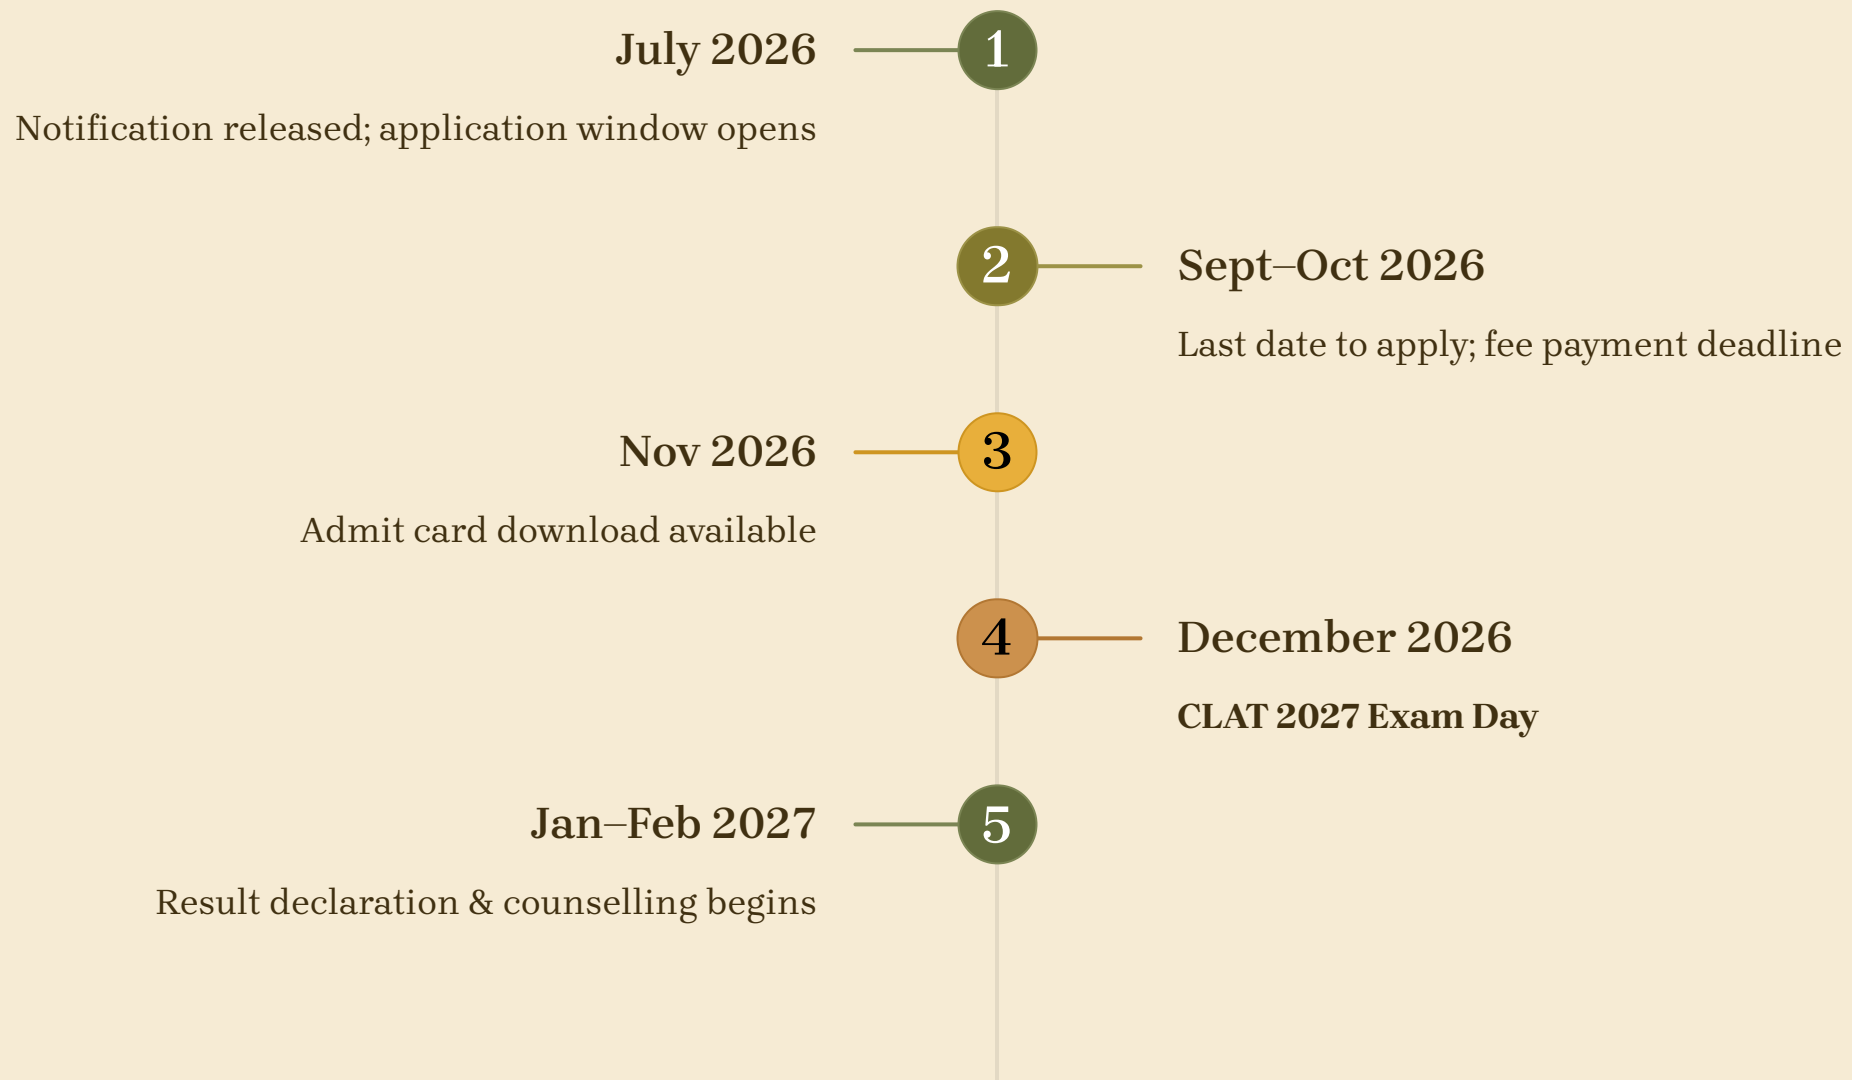 July 2026
1
Notification released; application window opens
2
Sept–Oct 2026
Last date to apply; fee payment deadline
Nov 2026
3
Admit card download available
4
December 2026
CLAT 2027 Exam Day
Jan–Feb 2027
5
Result declaration & counselling begins